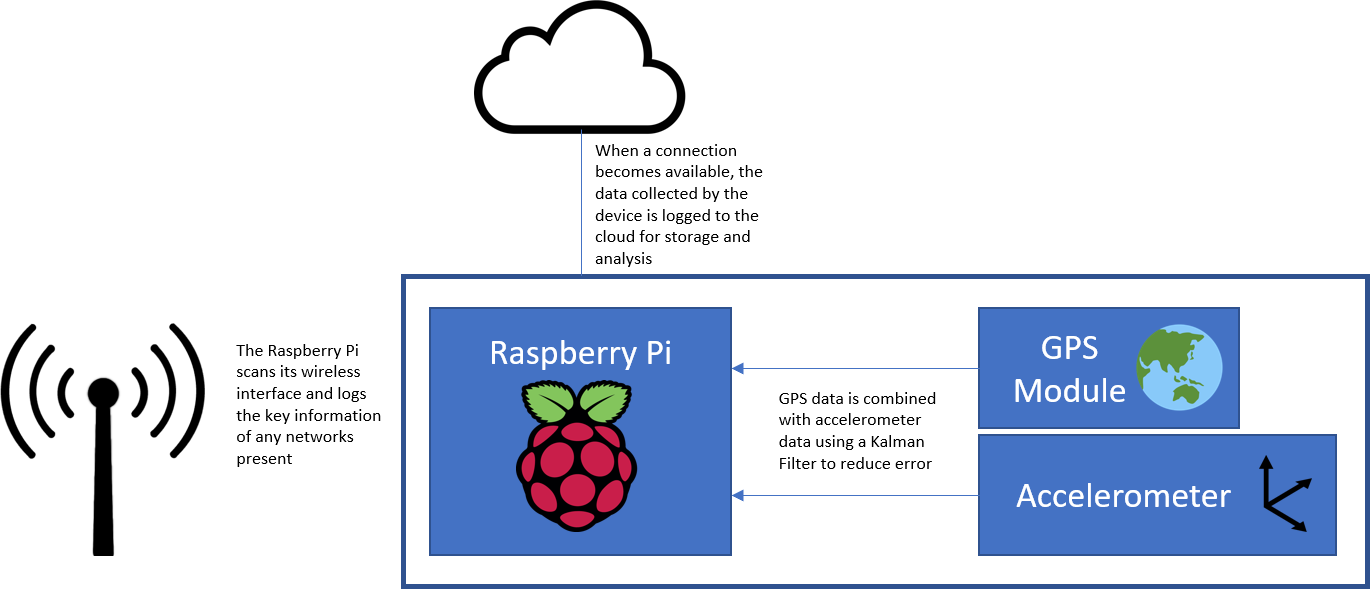 When a connection
becomes available, the
data collected by the
device is logged to the
cloud for storage and
analysis
The Raspberry Pi
scans its wireless
interface and logs
the key information
of any networks
present
Raspberry Pi
GPS data is combined
with accelerometer
data using a Kalman
Filter to reduce error
GPS
Module
Accelerometer